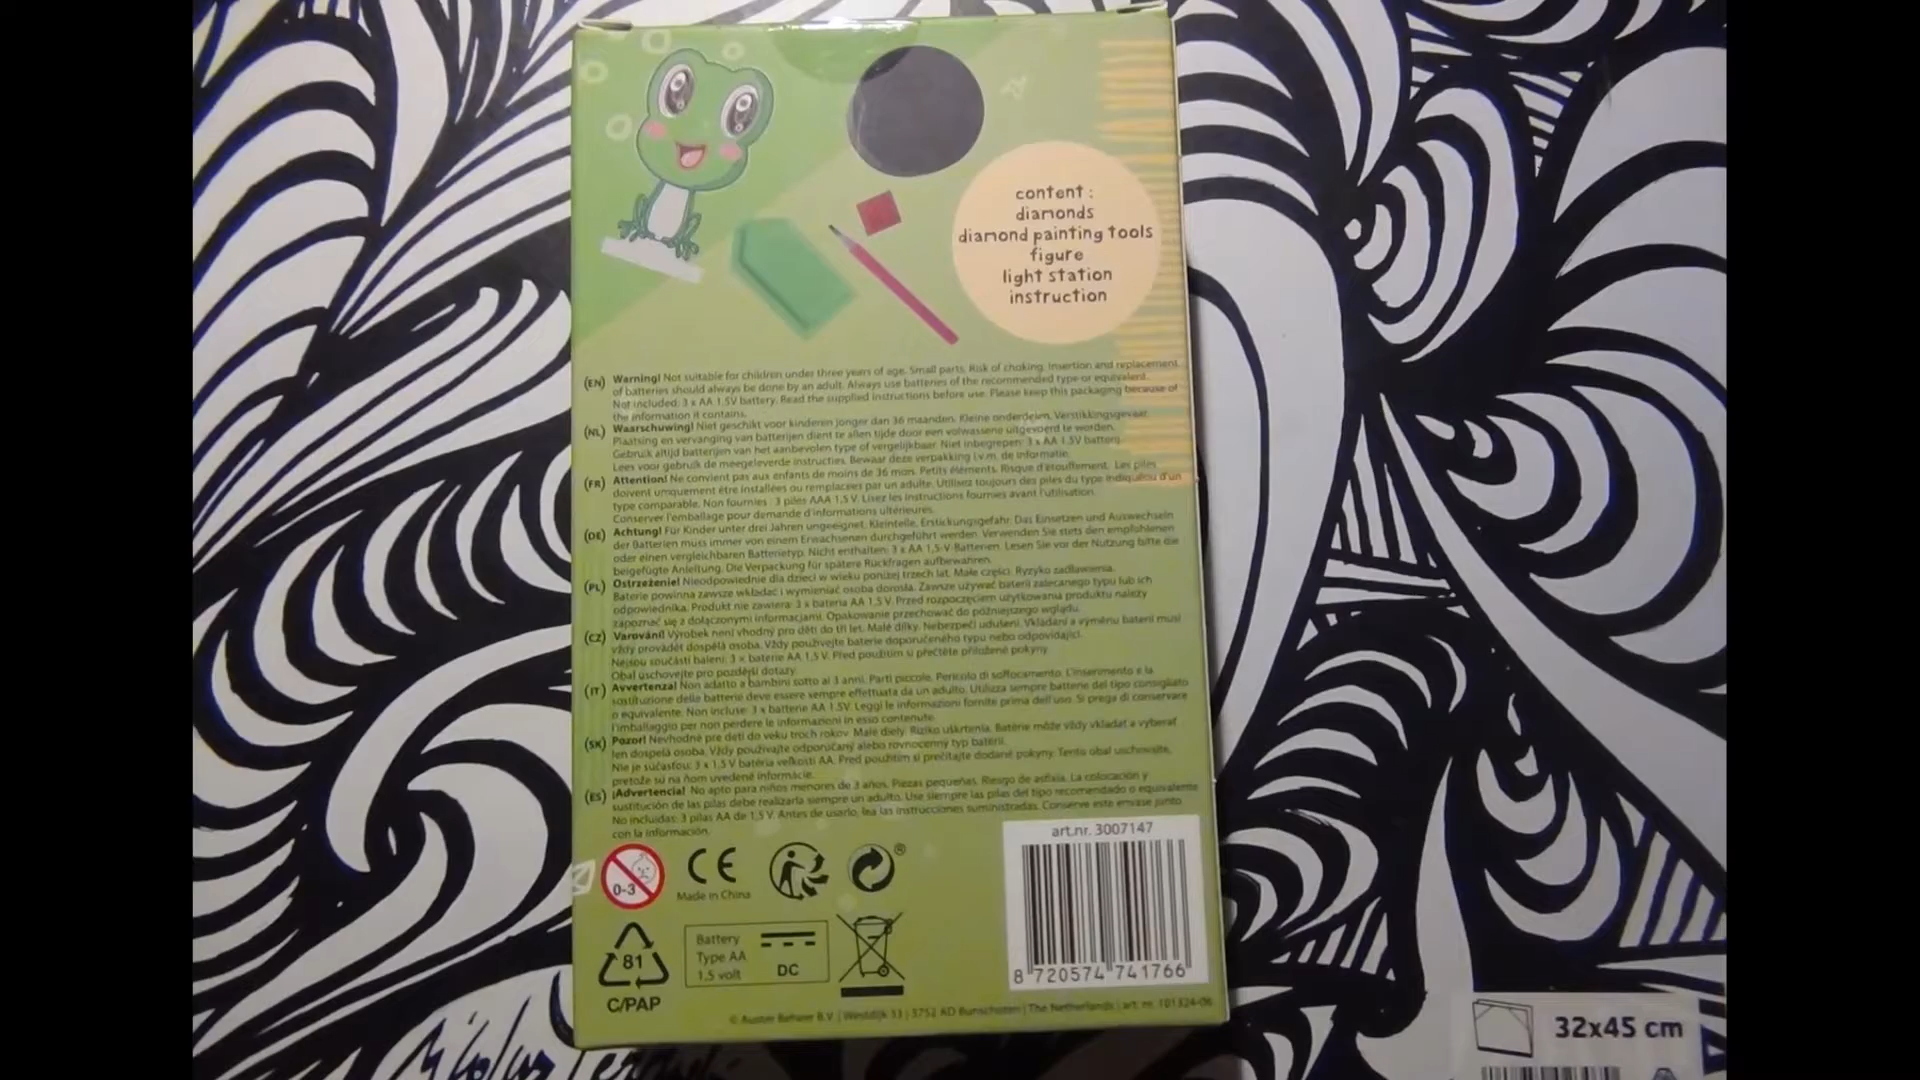 content :
diamonds
diamond painting tools
figure
light station
instruction
(EN) Warning! Not suitable for children under three years of age. Small parts. Risk of choking. Insertion and replacement
of batteries should always be done by an adult. Always use batteries of the recommended type or equivalent.
Not included: 3 x AA 1.5V battery. Read the supplied instructions before use. Please keep this packaging because of
the information it contains.
(NL) Waarschuwing! Niet geschikt voor kinderen jonger dan 36 maanden. Kleine onderdelen. Verstikkingsgevaar.
Plaatsing en vervanging van batterijen dient te allen tijde door een volwassene uitgevoerd te worden.
Gebruik altijd batterijen van het aanbevolen type of vergelijkbaar. Niet inbegrepen: 3 x AA 1.5V batterij.
Lees voor gebruik de meegeleverde instructies. Bewaar deze verpakking i.v.m. de informatie.
(FR) Attention! Ne convient pas aux enfants de moins de 36 mois. Petits éléments. Risque d'étouffement. Les piles
doivent uniquement être installées ou remplacées par un adulte. Utilisez toujours des piles du type indiqué/ou d'un
type comparable. Non fournies : 3 piles AAA 1,5 V. Lisez les instructions fournies avant l'utilisation.
Conserver l'emballage pour demande d'informations ultérieures.
(DE) Achtung! Für Kinder unter drei Jahren ungeeignet. Kleinteile. Erstickungsgefahr. Das Einsetzen und Auswechseln
der Batterien muss immer von einem Erwachsenen durchgeführt werden. Verwenden Sie stets den empfohlenen
oder einen vergleichbaren Batterietyp. Nicht enthalten: 3 x AA 1,5-V-Batterien. Lesen Sie vor der Nutzung bitte die
beigefügte Anleitung. Die Verpackung für spätere Rückfragen aufbewahren.
(PL) Ostrzeżenie! Nieodpowiednie dla dzieci w wieku poniżej trzech lat. Małe części. Ryzyko zadławienia.
Baterie powinna zawsze wkładać i wymieniać osoba dorosła. Zawsze używać baterii zalecanego typu lub ich
odpowiednika. Produkt nie zawiera: 3 x bateria AA 1,5 V. Przed rozpoczęciem użytkowania produktu należy
zapoznać się z dołączonymi informacjami. Opakowanie przechować do późniejszego wglądu.
(CZ) Varování! Výrobek není vhodný pro děti do tří let. Malé dílky. Nebezpečí udušení. Vkládání a výměnu baterií musí
vždy provádět dospělá osoba. Vždy používejte baterie doporučeného typu nebo odpovídající.
Nejsou součástí balení: 3 × baterie AA 1,5 V. Před použitím si přečtěte přiložené pokyny.
Obal uschovejte pro pozdější dotazy.
(IT) Avvertenza! Non adatto a bambini sotto ai 3 anni. Parti piccole. Pericolo di soffocamento. L'inserimento e la
sostituzione delle batterie deve essere sempre effettuata da un adulto. Utilizza sempre batterie del tipo consigliato
o equivalente. Non incluse: 3 x batterie AA 1.5V. Leggi le informazioni fornite prima dell'uso. Si prega di conservare
l'imballaggio per non perdere le informazioni in esso contenute.
(SK) Pozor! Nevhodné pre deti do veku troch rokov. Malé diely. Riziko uškrtenia. Batérie môže vždy vkladať a vyberať
len dospelá osoba. Vždy používajte odporúčaný alebo rovnocenný typ batérií.
Nie je súčasťou: 3 x 1,5 V batéria veľkosti AA. Pred použitím si prečítajte dodané pokyny. Tento obal uschovajte,
pretože sú na ňom uvedené informácie.
(ES) ¡Advertencia! No apto para niños menores de 3 años. Piezas pequeñas. Riesgo de asfixia. La colocación y
sustitución de las pilas debe realizarla siempre un adulto. Use siempre las pilas del tipo recomendado o equivalente.
No incluidas: 3 pilas AA de 1,5 V. Antes de usarlo, lea las instrucciones suministradas. Conserve este envase junto
con la información.
art.nr. 3007147
0-3
CE
Made in China
®
81
C/PAP
Battery
Type AA
1.5 volt
DC
8 720574 741766
© Auster Beheer B.V. | Westdijk 33 | 3752 AD Bunschoten | The Netherlands | art. nr. 101324-06
32x45 cm